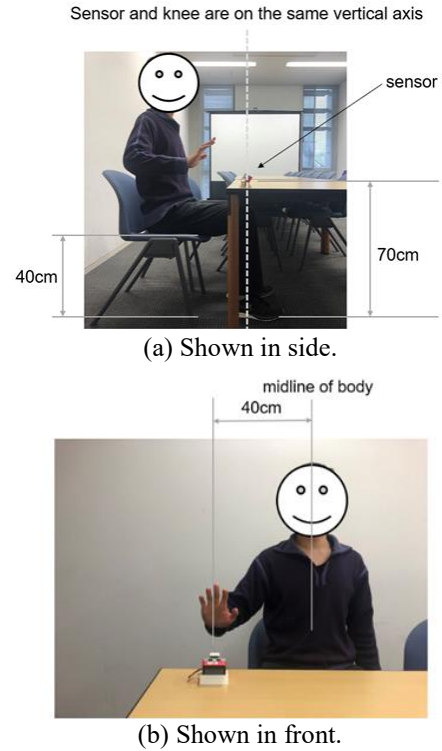 Sensor and knee are on the same vertical axis
sensor
70cm
40cm
(a) Shown in side.
midline of body
40cm
(b) Shown in front.